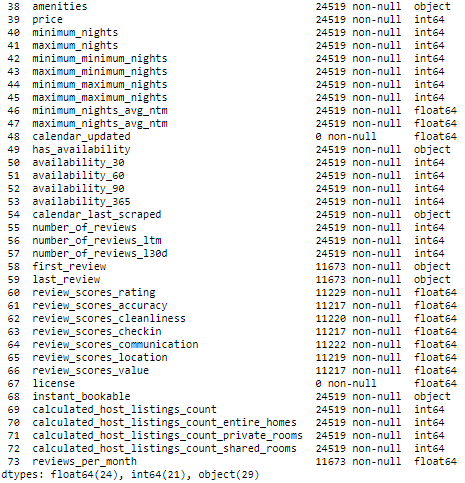 38 amenities 24519 non-null object
39 price 24519 non-null int64
40 minimum_nights 24519 non-null int64
41 maximum_nights 24519 non-null int64
42 minimum_minimum_nights 24519 non-null int64
43 maximum_minimum_nights 24519 non-null int64
44 minimum_maximum_nights 24519 non-null int64
45 maximum_maximum_nights 24519 non-null int64
46 minimum_nights_avg_ntm 24519 non-null float64
47 maximum_nights_avg_ntm 24519 non-null float64
48 calendar_updated 0 non-null float64
49 has_availability 24519 non-null object
50 availability_30 24519 non-null int64
51 availability_60 24519 non-null int64
52 availability_90 24519 non-null int64
53 availability_365 24519 non-null int64
54 calendar_last_scraped 24519 non-null object
55 number_of_reviews 24519 non-null int64
56 number_of_reviews_ltm 24519 non-null int64
57 number_of_reviews_l30d 24519 non-null int64
58 first_review 11673 non-null object
59 last_review 11673 non-null object
60 review_scores_rating 11229 non-null float64
61 review_scores_accuracy 11217 non-null float64
62 review_scores_cleanliness 11220 non-null float64
63 review_scores_checkin 11217 non-null float64
64 review_scores_communication 11222 non-null float64
65 review_scores_location 11219 non-null float64
66 review_scores_value 11217 non-null float64
67 license 0 non-null float64
68 instant_bookable 24519 non-null object
69 calculated_host_listings_count 24519 non-null int64
70 calculated_host_listings_count_entire_homes 24519 non-null int64
71 calculated_host_listings_count_private_rooms 24519 non-null int64
72 calculated_host_listings_count_shared_rooms 24519 non-null int64
73 reviews_per_month 11673 non-null float64
dtypes: float64(24), int64(21), object(29)